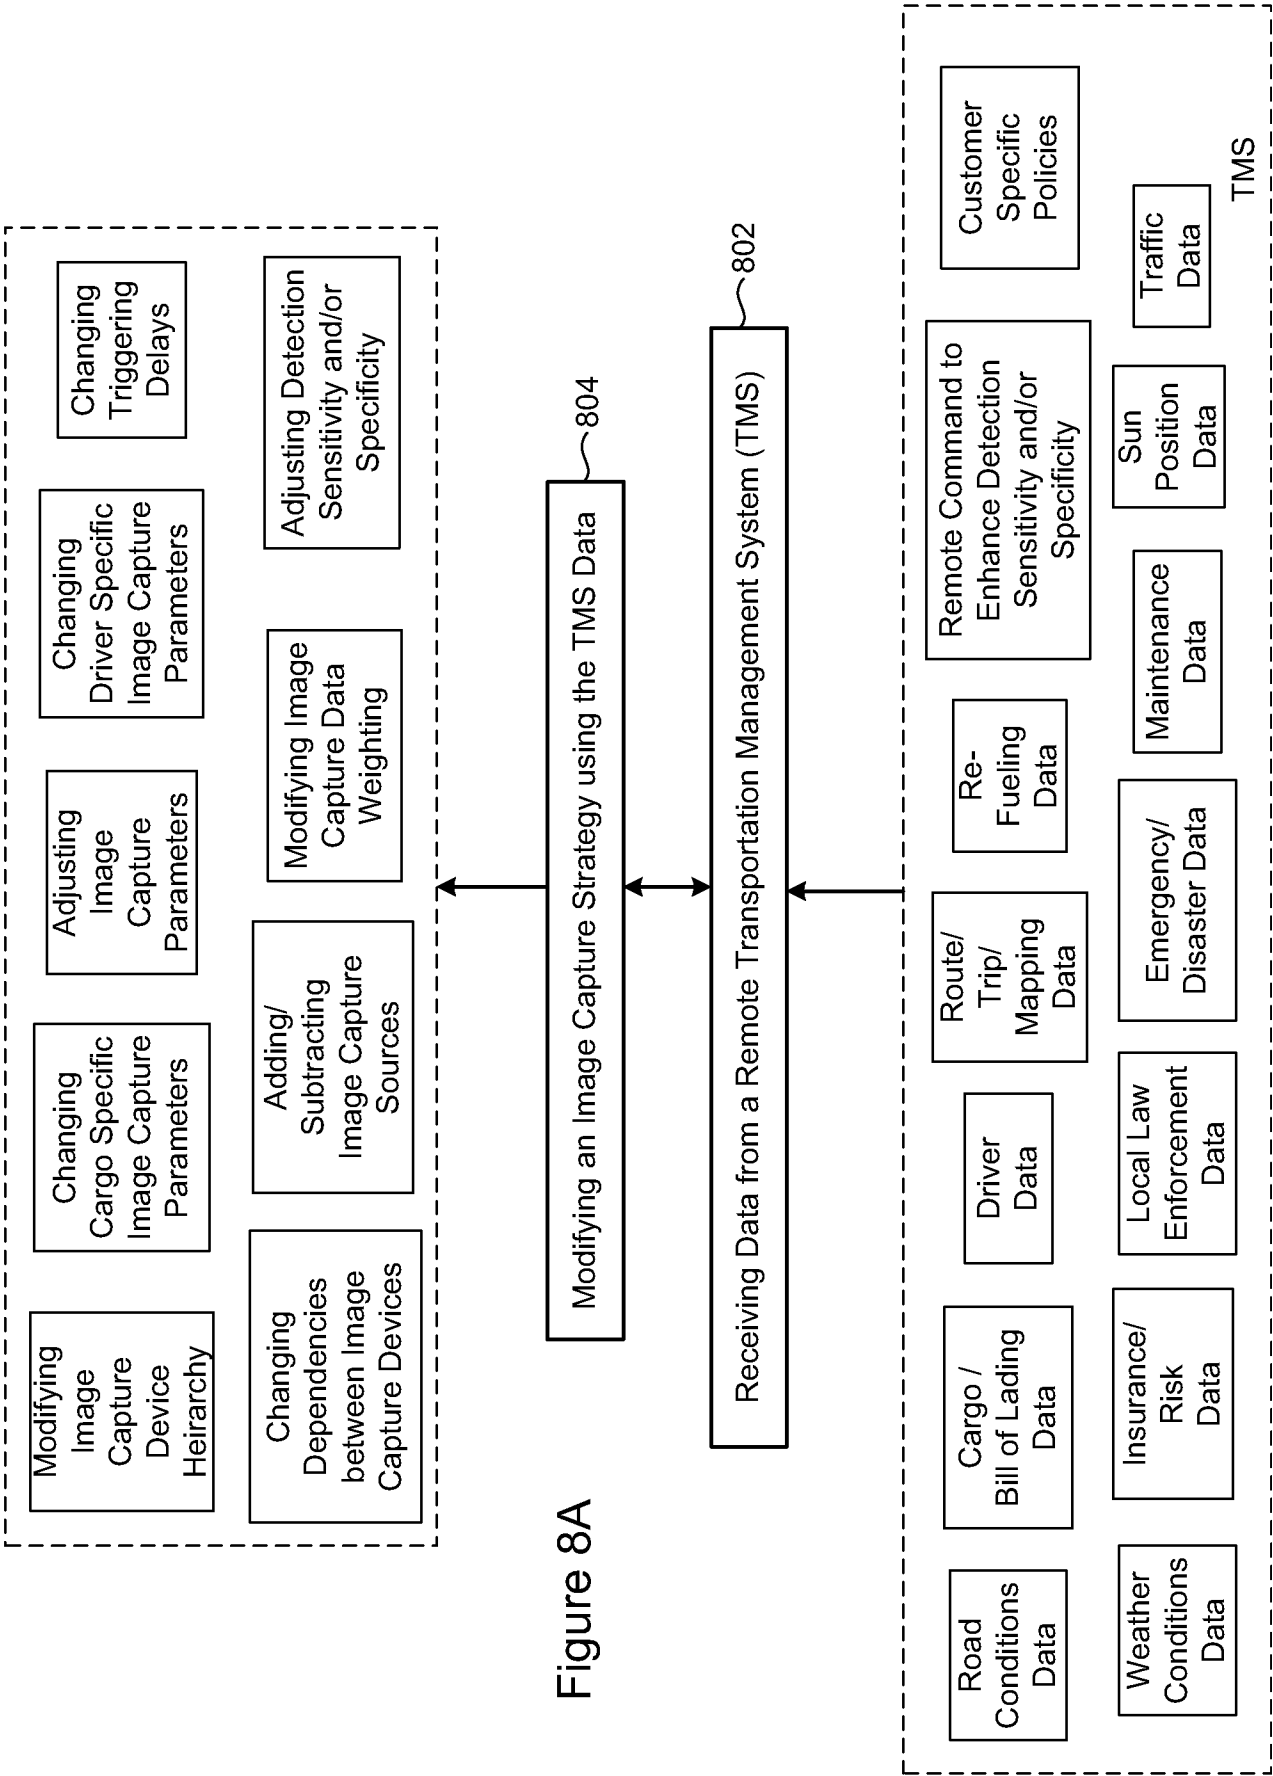 Modifying
Image
Capture
Device
Heirarchy
Changing
Cargo Specific
Image Capture
Parameters
Adjusting
Image
Capture
Parameters
Changing
Driver Specific
Image Capture
Parameters
Changing
Triggering
Delays
Changing
Dependencies
between Image
Capture Devices
Adding/
Subtracting
Image Capture
Sources
Modifying Image
Capture Data
Weighting
Adjusting Detection
Sensitivity and/or
Specificity
Figure 8A
Modifying an Image Capture Strategy using the TMS Data
804
Receiving Data from a Remote Transportation Management System (TMS)
802
Road
Conditions
Data
Cargo /
Bill of Lading
Data
Driver
Data
Route/
Trip/
Mapping
Data
Re-
Fueling
Data
Remote Command to
Enhance Detection
Sensitivity and/or
Specificity
Customer
Specific
Policies
Weather
Conditions
Data
Insurance/
Risk
Data
Local Law
Enforcement
Data
Emergency/
Disaster Data
Maintenance
Data
Sun
Position
Data
Traffic
Data
TMS